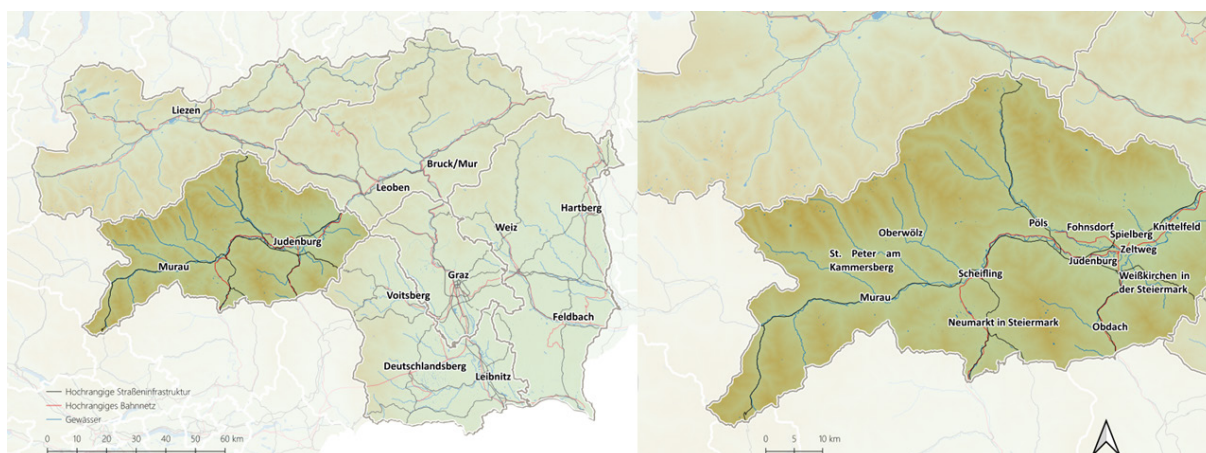 Liezen
Bruck/Mur
Leoben
Hartberg
Weiz
Judenburg
Murau
Graz
Voitsberg
Feldbach
Deutschlandsberg
Leibnitz
Hochrangige Straßeninfrastruktur
Hochrangiges Bahnnetz
Gewässer
0 10 20 30 40 50 60 km
Pöls
Fohnsdorf
Knittelfeld
Spielberg
Oberwölz
Zeltweg
St. Peter am
Kammersberg
Judenburg
Scheifling
Weißkirchen in
der Steiermark
Murau
Neumarkt in Steiermark
Obdach
0 5 10 km